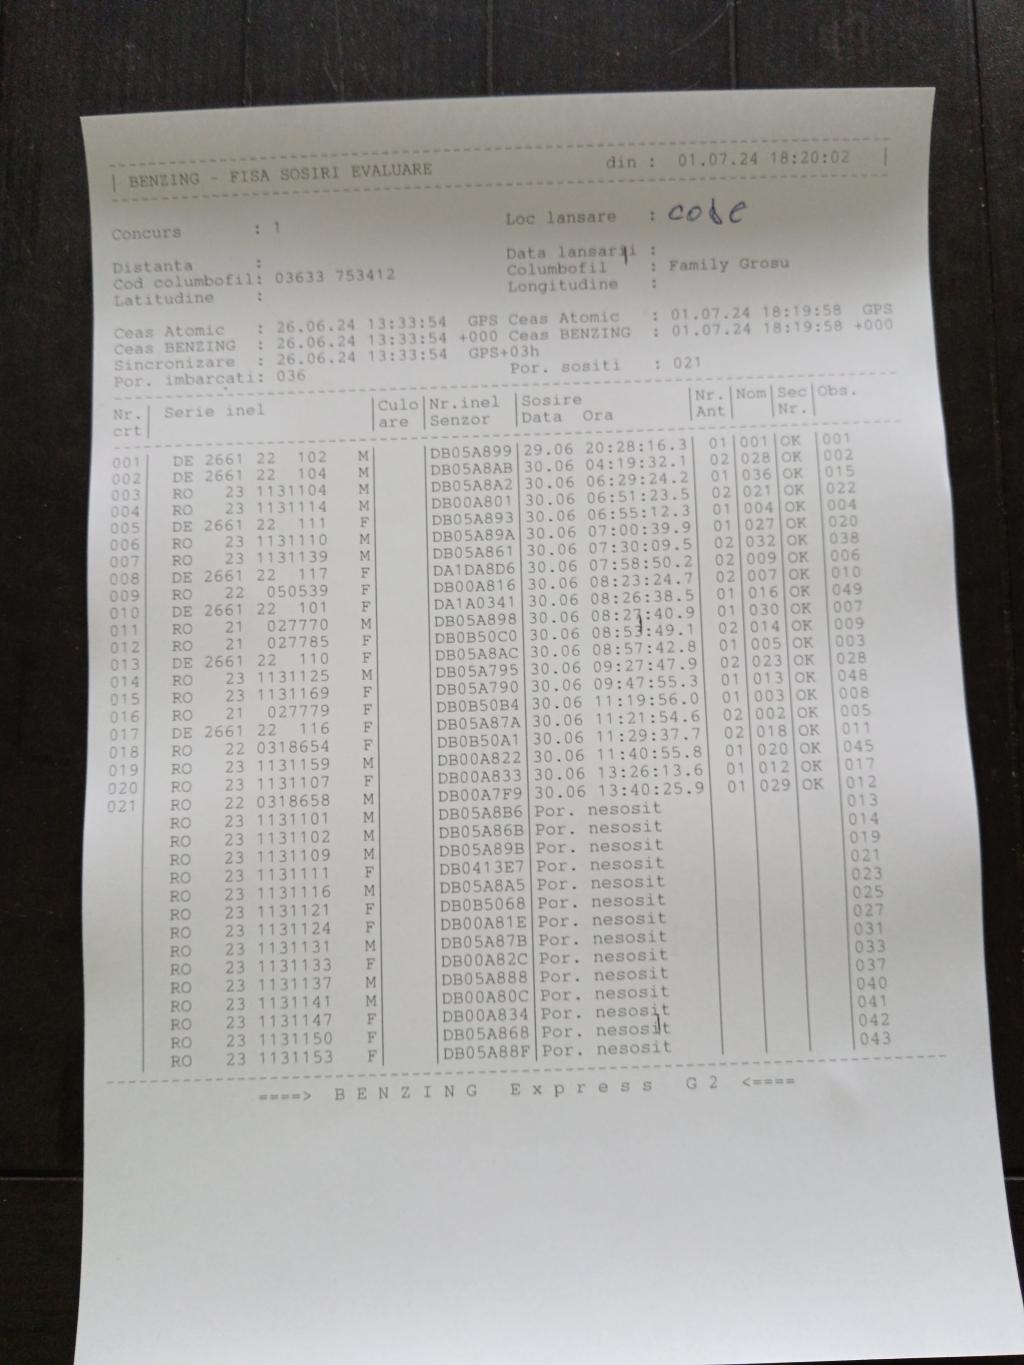 | BENZING - FISA SOSIRI EVALUARE din : 01.07.24 18:20:02 |
Concurs : 1 Loc lansare : code
Distanta : Data lansarii :
Cod columbofil: 03633 753412 Columbofil : Family Grosu
Latitudine : Longitudine :
Ceas Atomic : 26.06.24 13:33:54 GPS Ceas Atomic : 01.07.24 18:19:58 GPS
Ceas BENZING : 26.06.24 13:33:54 +000 Ceas BENZING : 01.07.24 18:19:58 +000
Sincronizare : 26.06.24 13:33:54 GPS+03h
Por. imbarcati: 036 Por. sositi : 021
Nr. | Serie inel |Culo|Nr.inel |Sosire |Nr. |Nom|Sec|Obs.
crt | |are |Senzor |Data Ora |Ant | |Nr.|
001| DE 2661 22 102 M| |DB05A899|29.06 20:28:16.3| 01|001|OK |001
002| DE 2661 22 104 M| |DB05A8AB|30.06 04:19:32.1| 02|028|OK |002
003| RO 23 1131104 M| |DB05A8A2|30.06 06:29:24.2| 01|036|OK |015
004| RO 23 1131114 M| |DB00A801|30.06 06:51:23.5| 02|021|OK |022
005| DE 2661 22 111 F| |DB05A893|30.06 06:55:12.3| 01|004|OK |004
006| RO 23 1131110 M| |DB05A89A|30.06 07:00:39.9| 01|027|OK |020
007| RO 23 1131139 M| |DB05A861|30.06 07:30:09.5| 02|032|OK |038
008| DE 2661 22 117 F| |DA1DA8D6|30.06 07:58:50.2| 02|009|OK |006
009| RO 22 050539 F| |DB00A816|30.06 08:23:24.7| 02|007|OK |010
010| DE 2661 22 101 F| |DA1A0341|30.06 08:26:38.5| 01|016|OK |049
011| RO 21 027770 M| |DB05A898|30.06 08:27:40.9| 01|030|OK |007
012| RO 21 027785 F| |DB0B50C0|30.06 08:53:49.1| 02|014|OK |009
013| DE 2661 22 110 F| |DB05A8AC|30.06 08:57:42.8| 01|005|OK |003
014| RO 23 1131125 M| |DB05A795|30.06 09:27:47.9| 02|023|OK |028
015| RO 23 1131169 F| |DB05A790|30.06 09:47:55.3| 01|013|OK |048
016| RO 21 027779 F| |DB0B50B4|30.06 11:19:56.0| 01|003|OK |008
017| DE 2661 22 116 F| |DB05A87A|30.06 11:21:54.6| 02|002|OK |005
018| RO 22 0318654 F| |DB0B50A1|30.06 11:29:37.7| 02|018|OK |011
019| RO 23 1131159 M| |DB00A822|30.06 11:40:55.8| 01|020|OK |045
020| RO 23 1131107 F| |DB00A833|30.06 13:26:13.6| 01|012|OK |017
021| RO 22 0318658 M| |DB00A7F9|30.06 13:40:25.9| 01|029|OK |012
| RO 23 1131101 M| |DB05A8B6|Por. nesosit | | | |013
| RO 23 1131102 M| |DB05A86B|Por. nesosit | | | |014
| RO 23 1131109 M| |DB05A89B|Por. nesosit | | | |019
| RO 23 1131111 F| |DB0413E7|Por. nesosit | | | |021
| RO 23 1131116 M| |DB05A8A5|Por. nesosit | | | |023
| RO 23 1131121 F| |DB0B5068|Por. nesosit | | | |025
| RO 23 1131124 F| |DB00A81E|Por. nesosit | | | |027
| RO 23 1131131 M| |DB05A87B|Por. nesosit | | | |031
| RO 23 1131133 F| |DB00A82C|Por. nesosit | | | |033
| RO 23 1131137 M| |DB05A888|Por. nesosit | | | |037
| RO 23 1131141 M| |DB00A80C|Por. nesosit | | | |040
| RO 23 1131147 F| |DB00A834|Por. nesosit | | | |041
| RO 23 1131150 F| |DB05A868|Por. nesosit | | | |042
| RO 23 1131153 F| |DB05A88F|Por. nesosit | | | |043
====> B E N Z I N G E x p r e s s G 2 <====